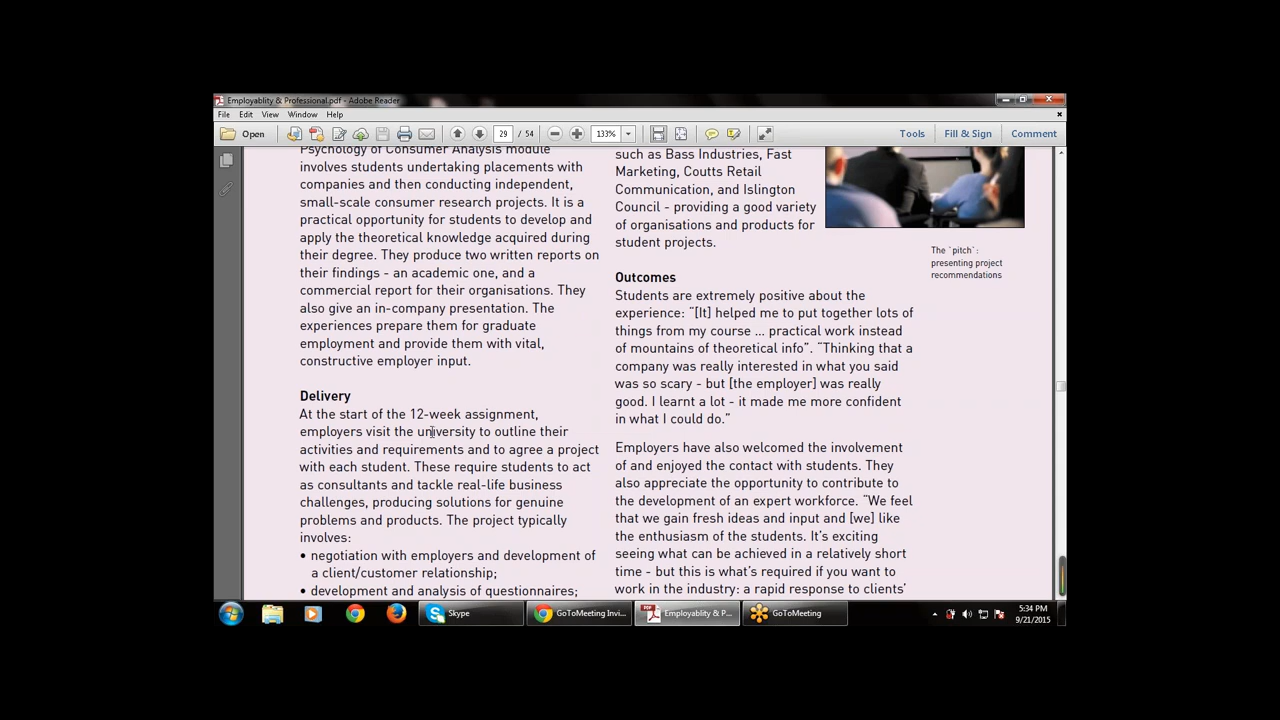 Employablity & Professional.pdf - Adobe Reader
File Edit View Window Help
Open 29 / 54 133% Tools Fill & Sign Comment
Psychology of Consumer Analysis module
involves students undertaking placements with
companies and then conducting independent,
small-scale consumer research projects. It is a
practical opportunity for students to develop and
apply the theoretical knowledge acquired during
their degree. They produce two written reports on
their findings - an academic one, and a
commercial report for their organisations. They
also give an in-company presentation. The
experiences prepare them for graduate
employment and provide them with vital,
constructive employer input.
Delivery
At the start of the 12-week assignment,
employers visit the university to outline their
activities and requirements and to agree a project
with each student. These require students to act
as consultants and tackle real-life business
challenges, producing solutions for genuine
problems and products. The project typically
involves:
• negotiation with employers and development of
a client/customer relationship;
• development and analysis of questionnaires;
such as Bass Industries, Fast
Marketing, Coutts Retail
Communication, and Islington
Council - providing a good variety
of organisations and products for
student projects.
Outcomes
Students are extremely positive about the
experience: “[It] helped me to put together lots of
things from my course ... practical work instead
of mountains of theoretical info”. “Thinking that a
company was really interested in what you said
was so scary - but [the employer] was really
good. I learnt a lot - it made me more confident
in what I could do.”
Employers have also welcomed the involvement
of and enjoyed the contact with students. They
also appreciate the opportunity to contribute to
the development of an expert workforce. “We feel
that we gain fresh ideas and input and [we] like
the enthusiasm of the students. It’s exciting
seeing what can be achieved in a relatively short
time - but this is what’s required if you want to
work in the industry: a rapid response to clients’
The `pitch`:
presenting project
recommendations
Skype GoToMeeting Invi... Employablity & P... GoToMeeting 5:34 PM
9/21/2015